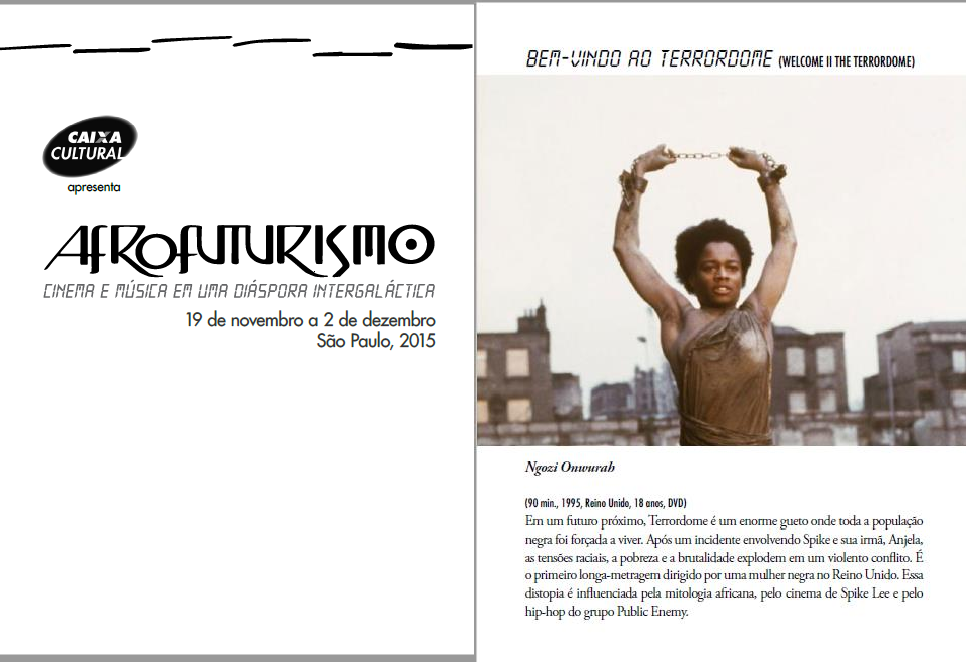 CAIXA
CULTURAL
apresenta
AFROFUTURISMO
CINEMA E MÚSICA EM UMA DIÁSPORA INTERGALÁCTICA
19 de novembro a 2 de dezembro
São Paulo, 2015
BEM-VINDO AO TERRORDOME (WELCOME II THE TERRORDOME)
Ngozi Onwurah
(90 min., 1995, Reino Unido, 18 anos, DVD)
Em um futuro próximo, Terrordome é um enorme gueto onde toda a população
negra foi forçada a viver. Após um incidente envolvendo Spike e sua irmã, Anjela,
as tensões raciais, a pobreza e a brutalidade explodem em um violento conflito. É
o primeiro longa-metragem dirigido por uma mulher negra no Reino Unido. Essa
distopia é influenciada pela mitologia africana, pelo cinema de Spike Lee e pelo
hip-hop do grupo Public Enemy.